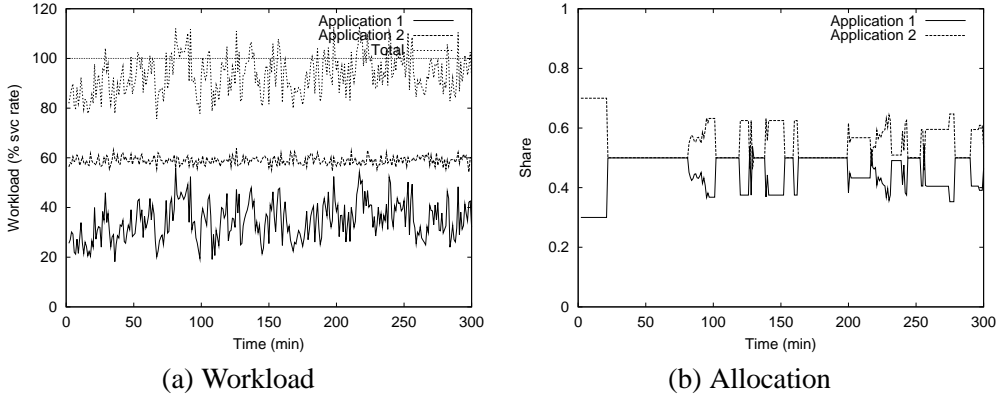 Workload (% svc rate)
120
100
80
60
40
20
0
Application 1
Application 2
Total
0 50 100 150 200 250 300
Time (min)
(a) Workload
Share
1
0.8
0.6
0.4
0.2
0
Application 1
Application 2
0 50 100 150 200 250 300
Time (min)
(b) Allocation